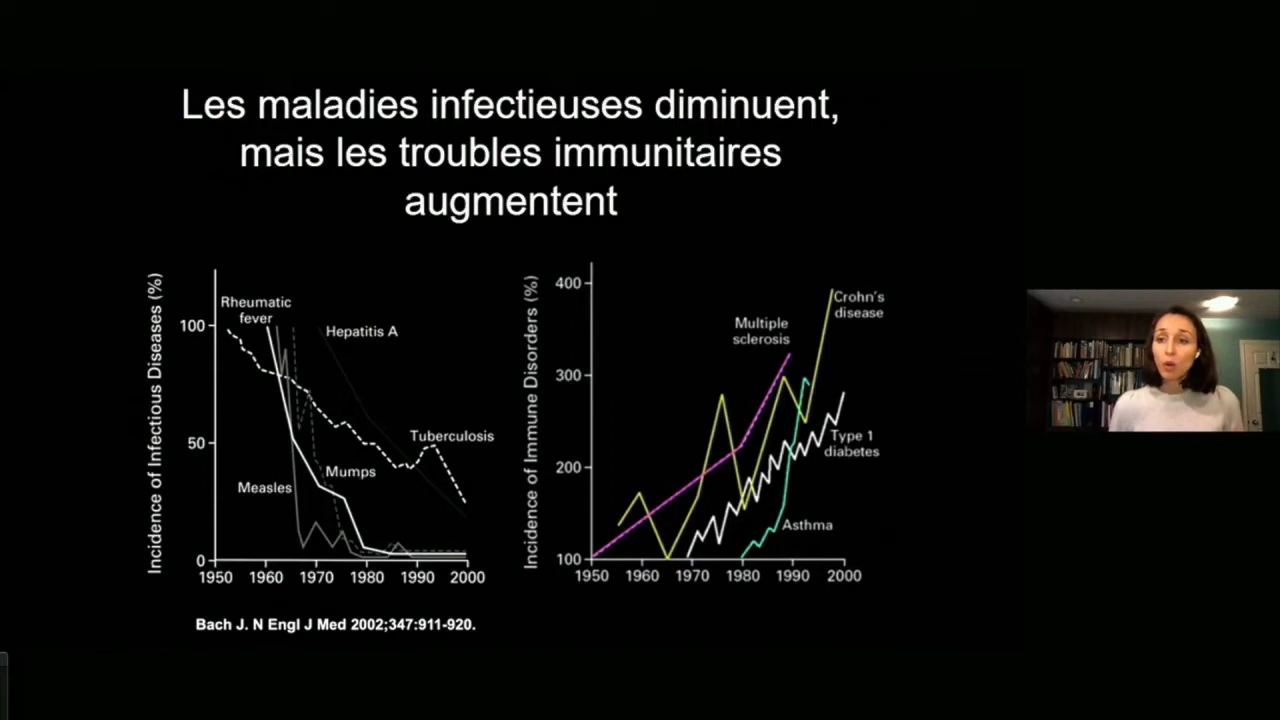 Les maladies infectieuses diminuent,
mais les troubles immunitaires
augmentent
Incidence of Infectious Diseases (%)
100
50
0
1950 1960 1970 1980 1990 2000
Rheumatic
fever
Hepatitis A
Tuberculosis
Mumps
Measles
Incidence of Immune Disorders (%)
400
300
200
100
1950 1960 1970 1980 1990 2000
Multiple
sclerosis
Crohn's
disease
Type 1
diabetes
Asthma
Bach J. N Engl J Med 2002;347:911-920.